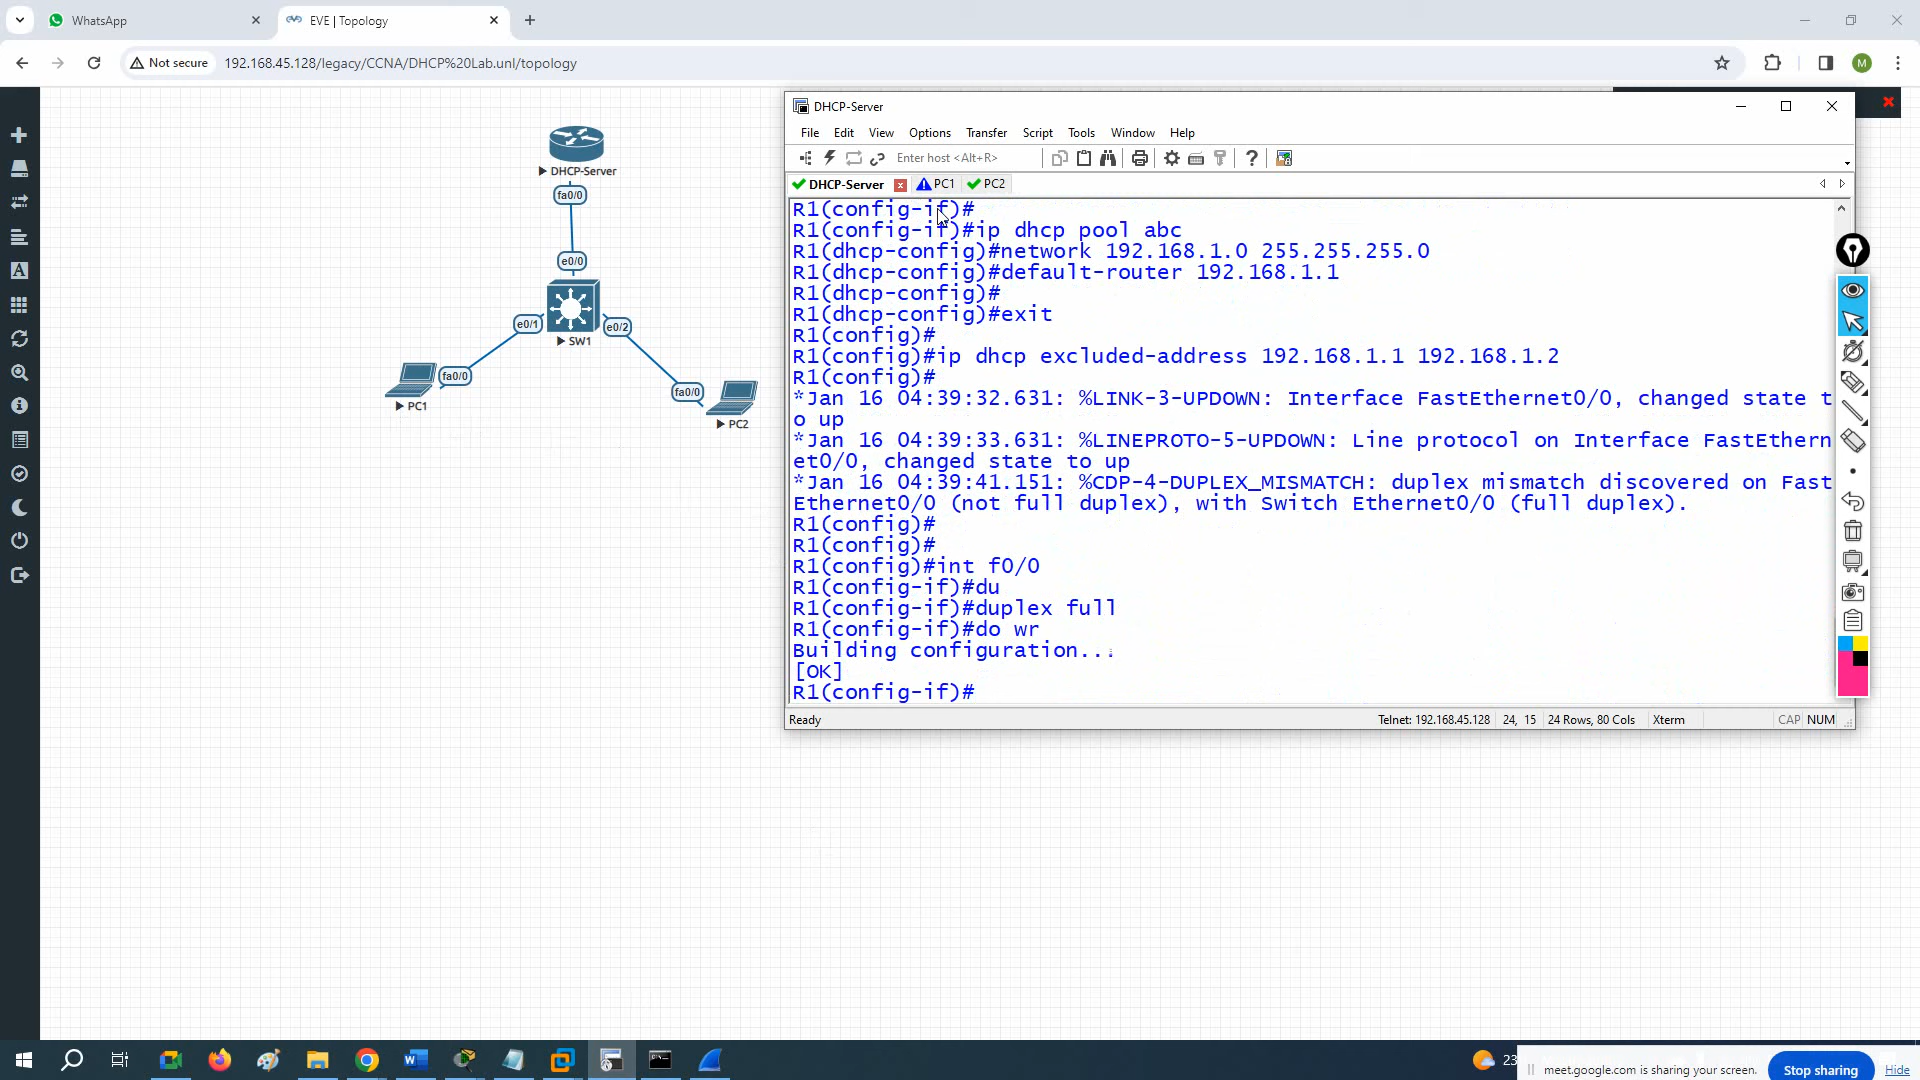 WhatsApp
EVE | Topology
Not secure
192.168.45.128/legacy/CCNA/DHCP%20Lab.unl/topology
M
DHCP-Server
fa0/0
e0/0
e0/1
e0/2
SW1
fa0/0
PC1
fa0/0
PC2
DHCP-Server
File Edit View Options Transfer Script Tools Window Help
Enter host <Alt+R>
DHCP-Server PC1 PC2
R1(config-if)#
R1(config-if)#ip dhcp pool abc
R1(dhcp-config)#network 192.168.1.0 255.255.255.0
R1(dhcp-config)#default-router 192.168.1.1
R1(dhcp-config)#
R1(dhcp-config)#exit
R1(config)#
R1(config)#ip dhcp excluded-address 192.168.1.1 192.168.1.2
R1(config)#
*Jan 16 04:39:32.631: %LINK-3-UPDOWN: Interface FastEthernet0/0, changed state t
o up
*Jan 16 04:39:33.631: %LINEPROTO-5-UPDOWN: Line protocol on Interface FastEthern
et0/0, changed state to up
*Jan 16 04:39:41.151: %CDP-4-DUPLEX_MISMATCH: duplex mismatch discovered on Fast
Ethernet0/0 (not full duplex), with Switch Ethernet0/0 (full duplex).
R1(config)#
R1(config)#
R1(config)#int f0/0
R1(config-if)#du
R1(config-if)#duplex full
R1(config-if)#do wr
Building configuration...
[OK]
R1(config-if)#
Ready
Telnet: 192.168.45.128 24, 15 24 Rows, 80 Cols Xterm CAP NUM
23
meet.google.com is sharing your screen.
Stop sharing
Hide